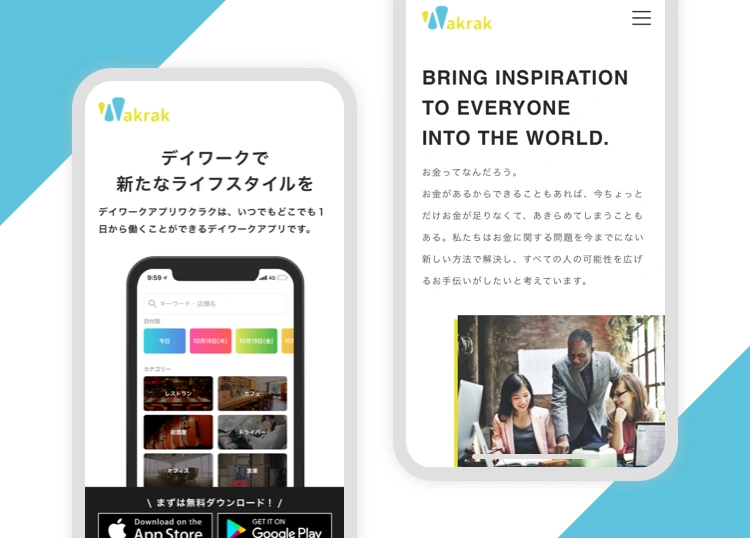 Wakrak
デイワークで
新たなライフスタイルを
デイワークアプリワクラクは、いつでもどこでも1
日から働くことができるデイワークアプリです。
9:59
4G
キーワード・店舗名
日付別
今日
10月18日(木)
10月19日(金)
カテゴリー
レストラン
カフェ
居酒屋
ドライバー
オフィス
倉庫
\ まずは無料ダウンロード！ /
Download on the
App Store
GET IT ON
Google Play
Wakrak
BRING INSPIRATION
TO EVERYONE
INTO THE WORLD.
お金ってなんだろう。
お金があるからできることもあれば、今ちょっと
だけお金が足りなくて、あきらめてしまうことも
ある。私たちはお金に関する問題を今までにない
新しい方法で解決し、すべての人の可能性を広げ
るお手伝いがしたいと考えています。